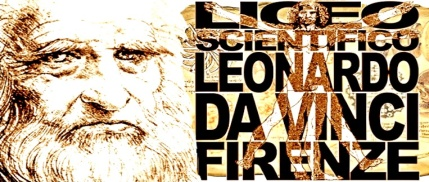 LICEO
SCIENTIFICO
LEONARDO
DA VINCI
FIRENZE